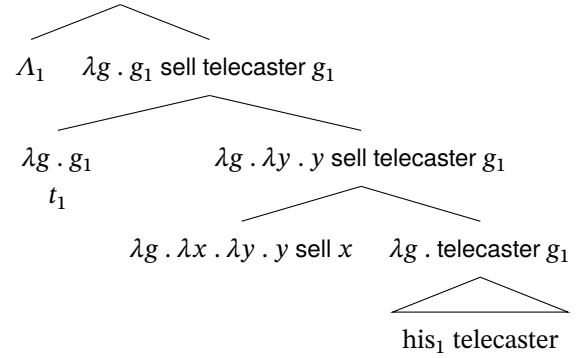 Λ₁ λg . g₁ sell telecaster g₁
λg . g₁ λg . λy . y sell telecaster g₁
t₁
λg . λx . λy . y sell x λg . telecaster g₁
his₁ telecaster